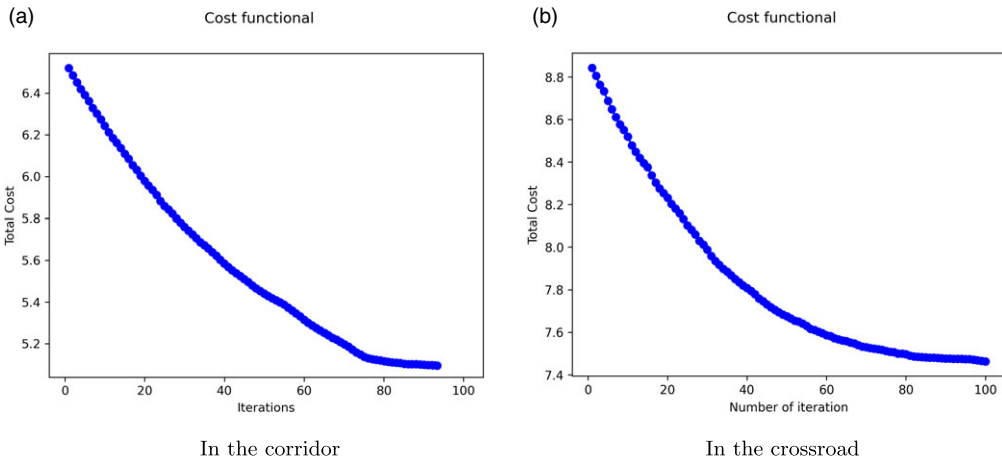 (a)
Cost functional
Total Cost
6.4
6.2
6.0
5.8
5.6
5.4
5.2
0 20 40 60 80 100
Iterations
In the corridor
(b)
Cost functional
Total Cost
8.8
8.6
8.4
8.2
8.0
7.8
7.6
7.4
0 20 40 60 80 100
Number of iteration
In the crossroad